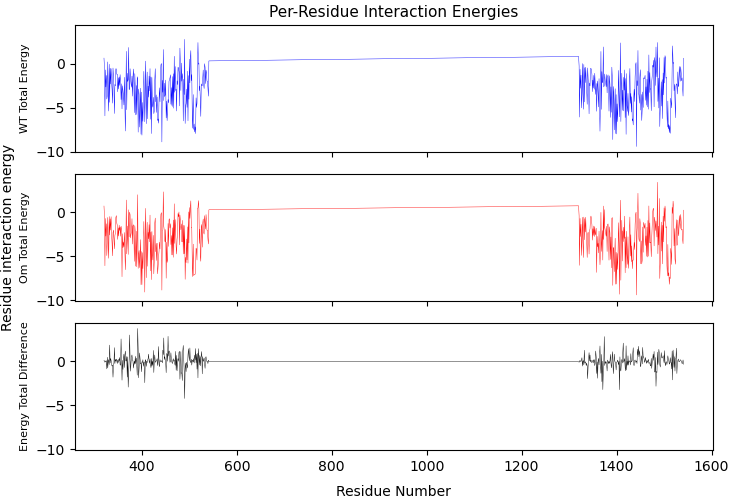 Per-Residue Interaction Energies
Residue interaction energy
WT Total Energy
0
−5
−10
Om Total Energy
0
−5
−10
Energy Total Difference
0
−5
−10
400
600
800
1000
1200
1400
1600
Residue Number